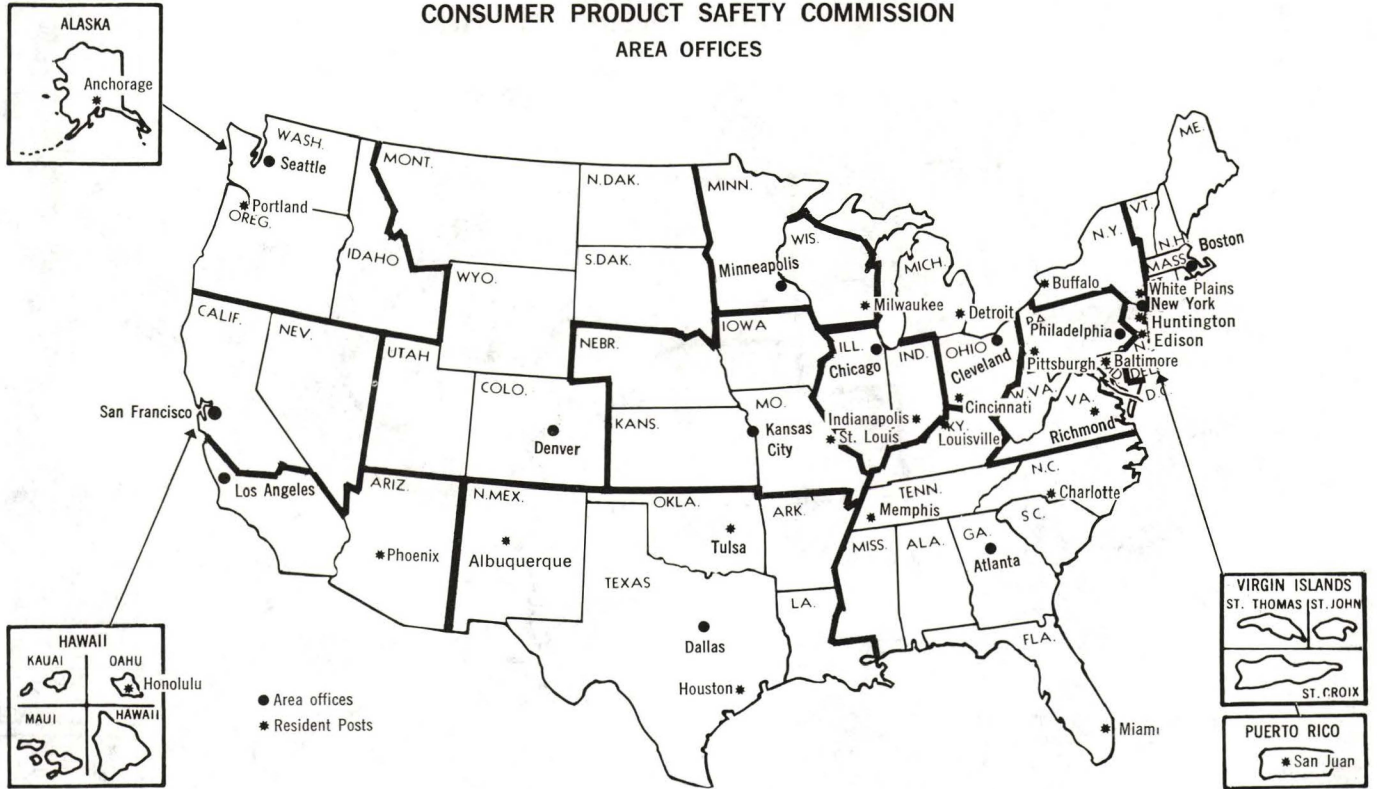 CONSUMER PRODUCT SAFETY COMMISSION
AREA OFFICES
ALASKA
Anchorage
WASH.
Seattle
Portland
OREG.
IDAHO
MONT.
WYO.
N.DAK.
S.DAK.
MINN.
Minneapolis
WIS.
Milwaukee
MICH.
Detroit
ME.
VT.
N.H
MASS
Boston
N.Y.
Buffalo
White Plains
New York
Huntington
Edison
PA.
Philadelphia
Pittsburgh
Baltimore
N.J.
DEL.
D.C.
CALIF.
NEV.
UTAH
COLO.
Denver
NEBR.
KANS.
IOWA
MO.
Kansas
City
St. Louis
ILL.
Chicago
IND.
Indianapolis
OHIO
Cleveland
Cincinnati
KY.
Louisville
W.VA.
VA.
Richmond
San Francisco
Los Angeles
ARIZ.
Phoenix
N.MEX.
Albuquerque
OKLA.
Tulsa
TEXAS
Dallas
Houston
ARK.
LA.
TENN.
Memphis
MISS.
ALA.
GA.
Atlanta
N.C.
Charlotte
S.C.
FLA.
Miami
HAWAII
KAUAI
OAHU
Honolulu
MAUI
HAWAII
Area offices
Resident Posts
VIRGIN ISLANDS
ST. THOMAS
ST. JOHN
ST. CROIX
PUERTO RICO
San Juan